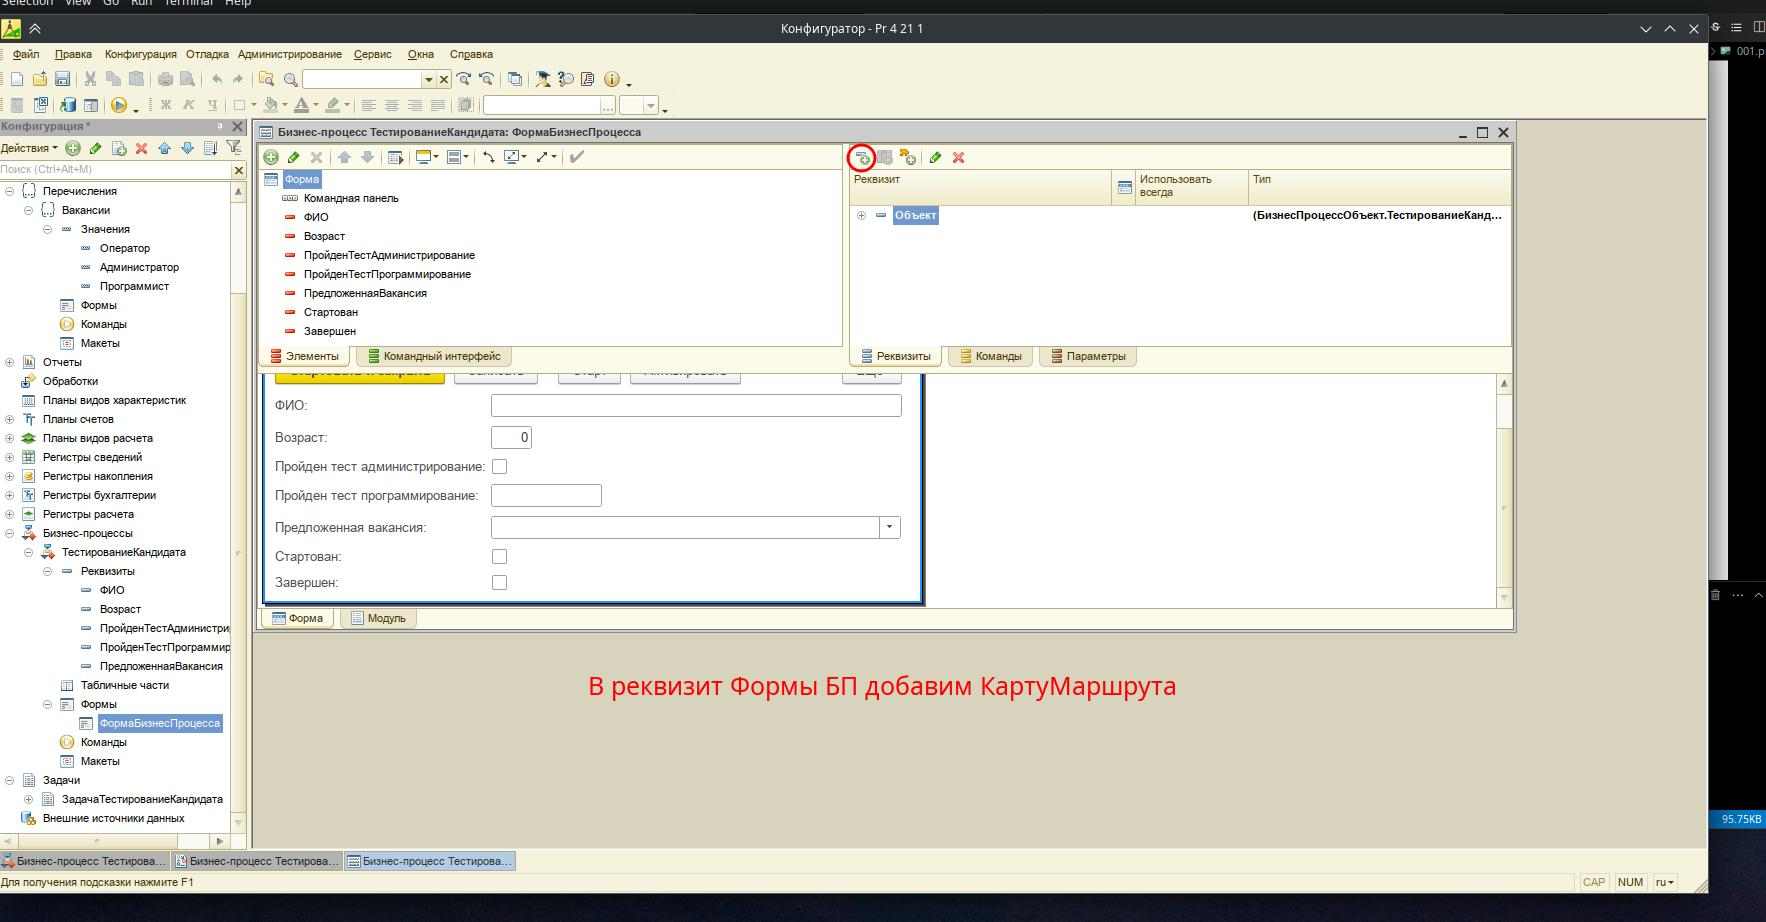 Selection View Go Run Terminal Help
Конфигуратор - Pr 4 21 1
Файл Правка Конфигурация Отладка Администрирование Сервис Окна Справка
001.p
Конфигурация *
Действия
Поиск (Ctrl+Alt+M)
Перечисления
Вакансии
Значения
Оператор
Администратор
Программист
Формы
Команды
Макеты
Отчеты
Обработки
Планы видов характеристик
Планы счетов
Планы видов расчета
Регистры сведений
Регистры накопления
Регистры бухгалтерии
Регистры расчета
Бизнес-процессы
ТестированиеКандидата
Реквизиты
ФИО
Возраст
ПройденТестАдминистри
ПройденТестПрограммир
ПредложеннаяВакансия
Табличные части
Формы
ФормаБизнесПроцесса
Команды
Макеты
Задачи
ЗадачаТестированиеКандидата
Внешние источники данных
Бизнес-процесс ТестированиеКандидата: ФормаБизнесПроцесса
Форма
Командная панель
ФИО
Возраст
ПройденТестАдминистрирование
ПройденТестПрограммирование
ПредложеннаяВакансия
Стартован
Завершен
Элементы Командный интерфейс
Реквизит Использовать всегда Тип
Объект (БизнесПроцессОбъект.ТестированиеКанд...
Реквизиты Команды Параметры
ФИО:
Возраст: 0
Пройден тест администрирование:
Пройден тест программирование:
Предложенная вакансия:
Стартован:
Завершен:
Форма Модуль
В реквизит Формы БП добавим КартуМаршрута
95.75KB
Бизнес-процесс Тестирова... Бизнес-процесс Тестирова... Бизнес-процесс Тестирова...
Для получения подсказки нажмите F1 CAP NUM ru